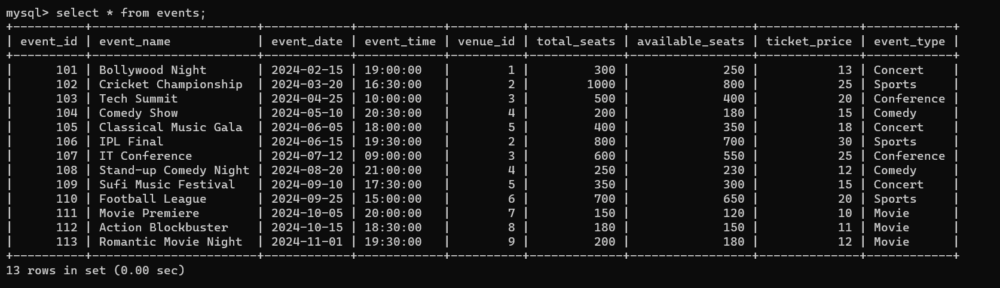 mysql> select * from events;
+----------+-----------------------+------------+------------+----------+-------------+-----------------+--------------+------------+
| event_id | event_name            | event_date | event_time | venue_id | total_seats | available_seats | ticket_price | event_type |
+----------+-----------------------+------------+------------+----------+-------------+-----------------+--------------+------------+
|      101 | Bollywood Night       | 2024-02-15 | 19:00:00   |        1 |         300 |             250 |           13 | Concert    |
|      102 | Cricket Championship  | 2024-03-20 | 16:30:00   |        2 |        1000 |             800 |           25 | Sports     |
|      103 | Tech Summit           | 2024-04-25 | 10:00:00   |        3 |         500 |             400 |           20 | Conference |
|      104 | Comedy Show           | 2024-05-10 | 20:30:00   |        4 |         200 |             180 |           15 | Comedy     |
|      105 | Classical Music Gala  | 2024-06-05 | 18:00:00   |        5 |         400 |             350 |           18 | Concert    |
|      106 | IPL Final             | 2024-06-15 | 19:30:00   |        2 |         800 |             700 |           30 | Sports     |
|      107 | IT Conference         | 2024-07-12 | 09:00:00   |        3 |         600 |             550 |           25 | Conference |
|      108 | Stand-up Comedy Night | 2024-08-20 | 21:00:00   |        4 |         250 |             230 |           12 | Comedy     |
|      109 | Sufi Music Festival   | 2024-09-10 | 17:30:00   |        5 |         350 |             300 |           15 | Concert    |
|      110 | Football League       | 2024-09-25 | 15:00:00   |        6 |         700 |             650 |           20 | Sports     |
|      111 | Movie Premiere        | 2024-10-05 | 20:00:00   |        7 |         150 |             120 |           10 | Movie      |
|      112 | Action Blockbuster    | 2024-10-15 | 18:30:00   |        8 |         180 |             150 |           11 | Movie      |
|      113 | Romantic Movie Night  | 2024-11-01 | 19:30:00   |        9 |         200 |             180 |           12 | Movie      |
+----------+-----------------------+------------+------------+----------+-------------+-----------------+--------------+------------+
13 rows in set (0.00 sec)